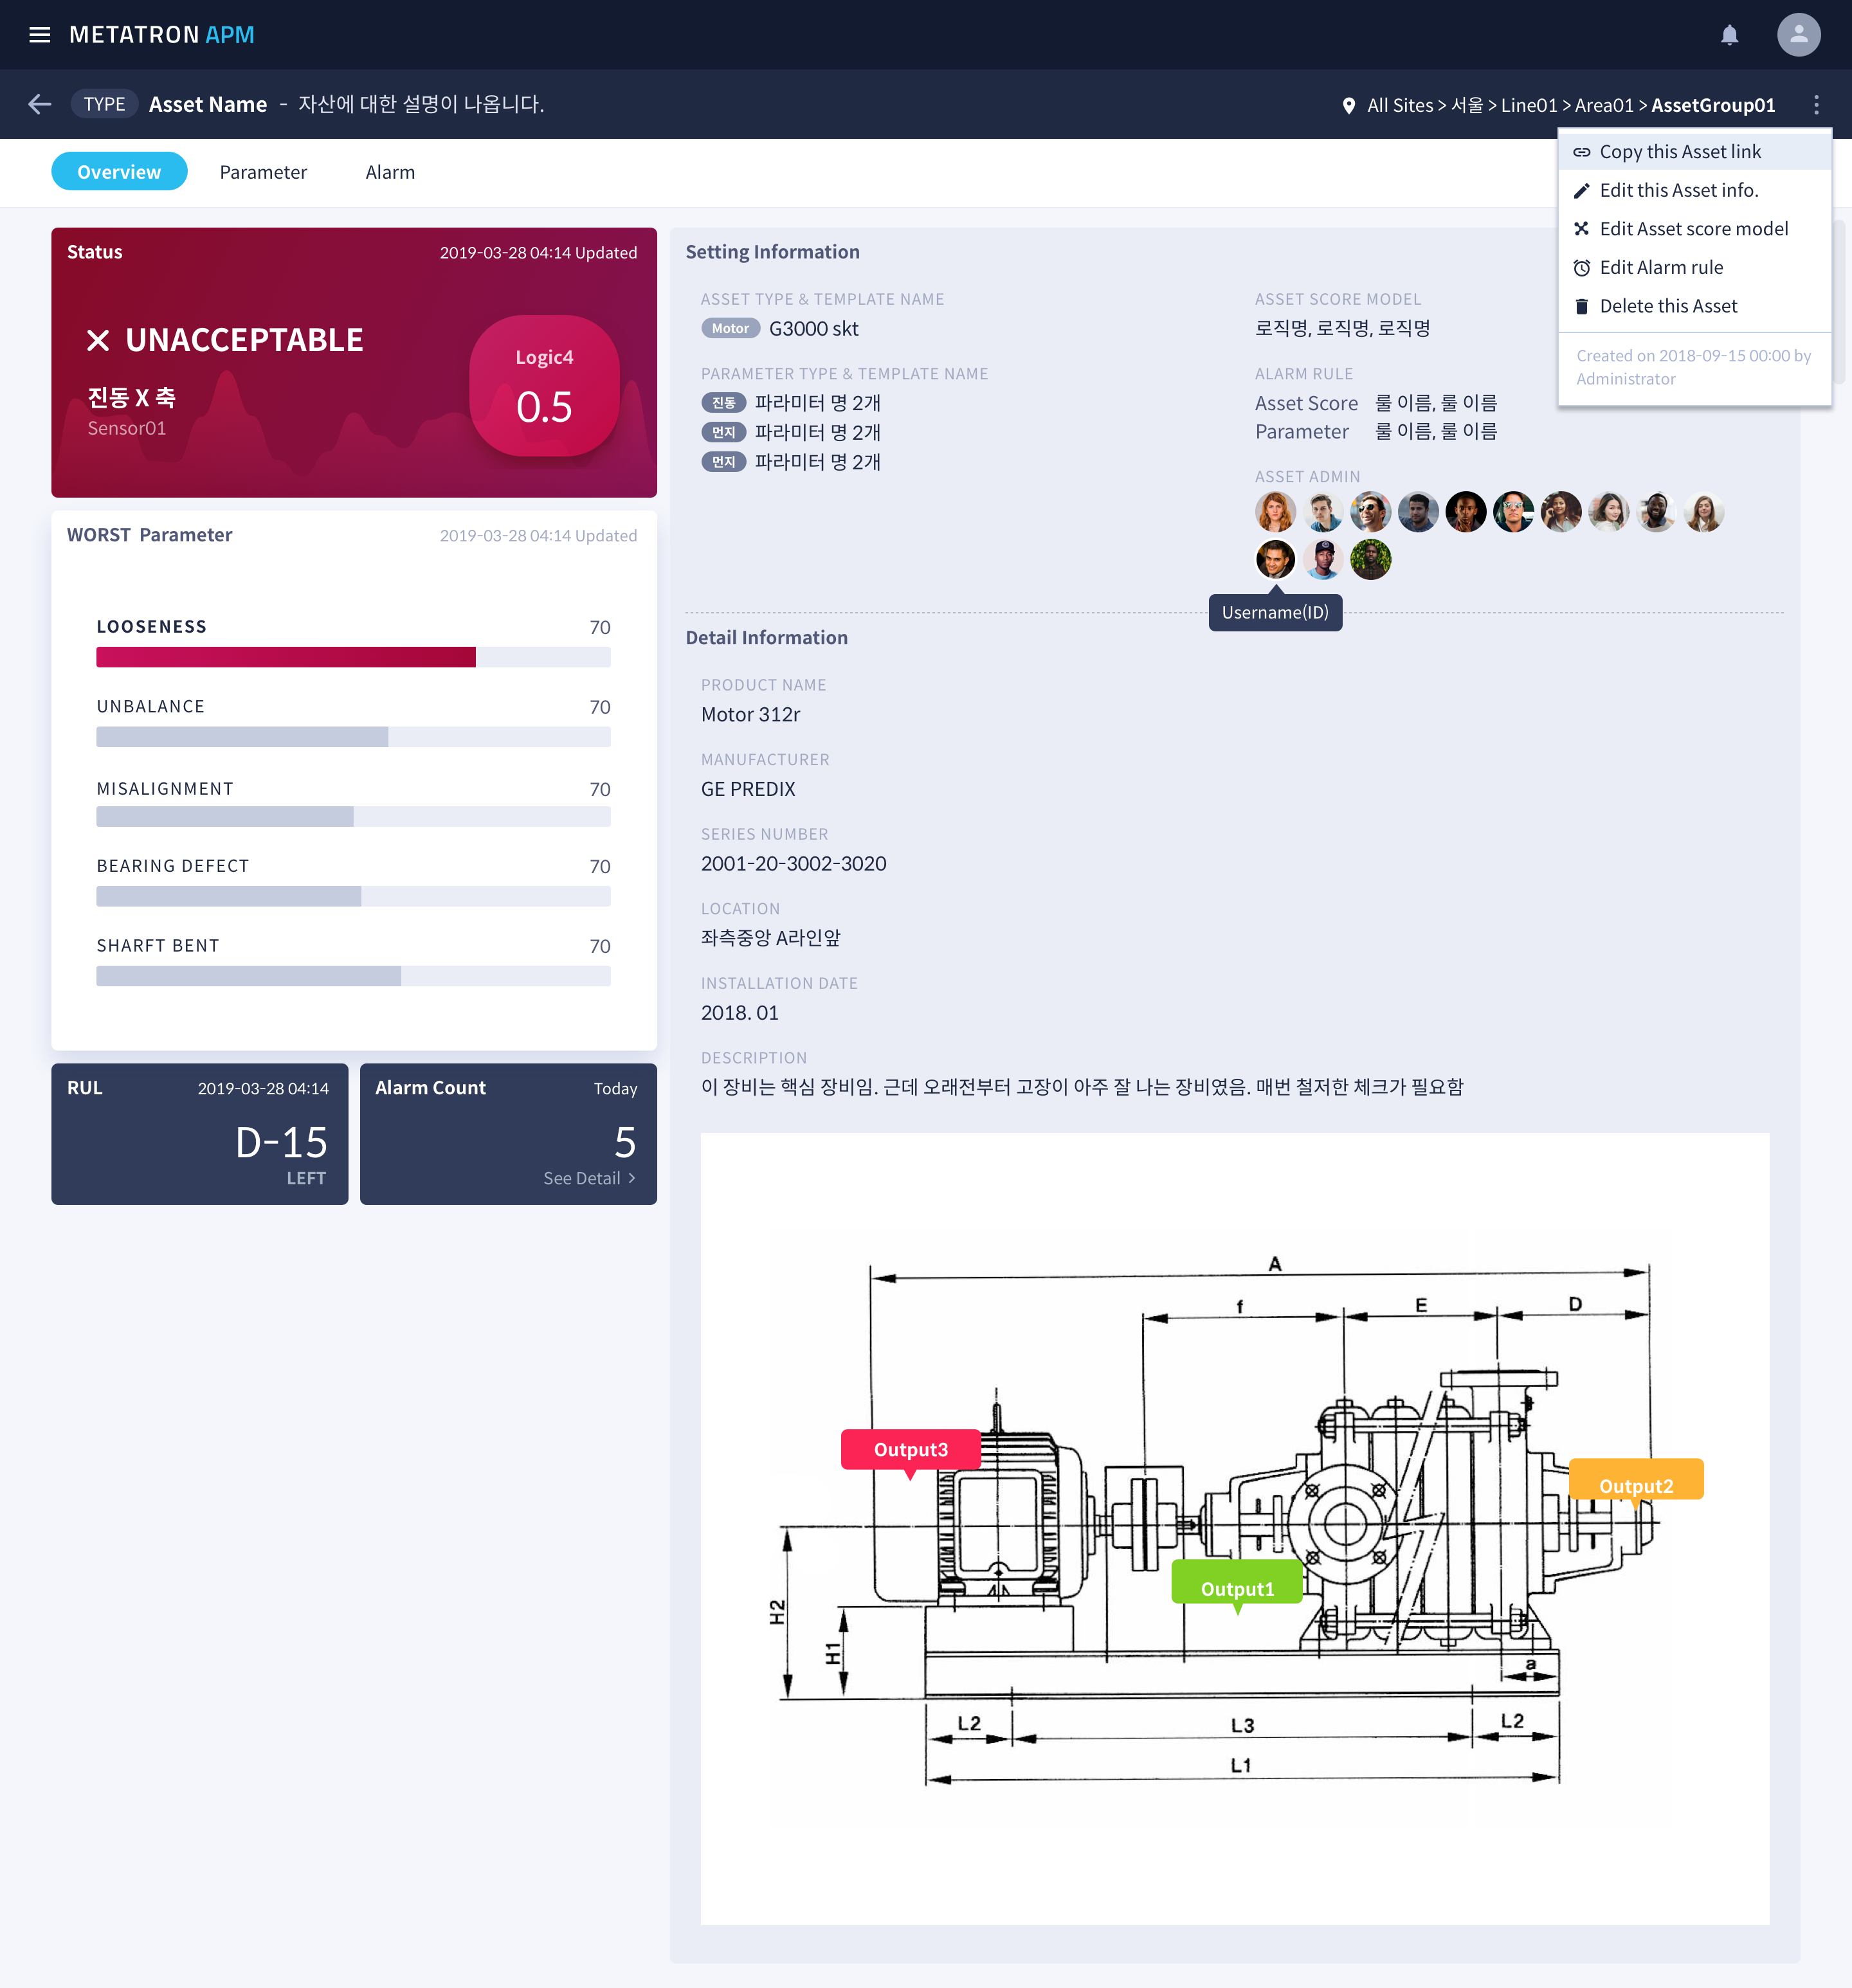 METATRON APM
TYPE Asset Name - 자산에 대한 설명이 나옵니다.
All Sites > 서울 > Line01 > Area01 > AssetGroup01
Copy this Asset link
Edit this Asset info.
Edit Asset score model
Edit Alarm rule
Delete this Asset
Created on 2018-09-15 00:00 by
Administrator
Overview Parameter Alarm
Status 2019-03-28 04:14 Updated
UNACCEPTABLE
진동 X 축
Sensor01
Logic4
0.5
WORST Parameter 2019-03-28 04:14 Updated
LOOSENESS 70
UNBALANCE 70
MISALIGNMENT 70
BEARING DEFECT 70
SHARFT BENT 70
RUL 2019-03-28 04:14
D-15
LEFT
Alarm Count Today
5
See Detail >
Setting Information
ASSET TYPE & TEMPLATE NAME
Motor G3000 skt
PARAMETER TYPE & TEMPLATE NAME
진동 파라미터 명 2개
먼지 파라미터 명 2개
먼지 파라미터 명 2개
ASSET SCORE MODEL
로직명, 로직명, 로직명
ALARM RULE
Asset Score 룰 이름, 룰 이름
Parameter 룰 이름, 룰 이름
ASSET ADMIN
Username(ID)
Detail Information
PRODUCT NAME
Motor 312r
MANUFACTURER
GE PREDIX
SERIES NUMBER
2001-20-3002-3020
LOCATION
좌측중앙 A라인앞
INSTALLATION DATE
2018. 01
DESCRIPTION
이 장비는 핵심 장비임. 근데 오래전부터 고장이 아주 잘 나는 장비였음. 매번 철저한 체크가 필요함
A
f E D
Output3
Output2
Output1
H2
H1
a
L2 L3 L2
L1